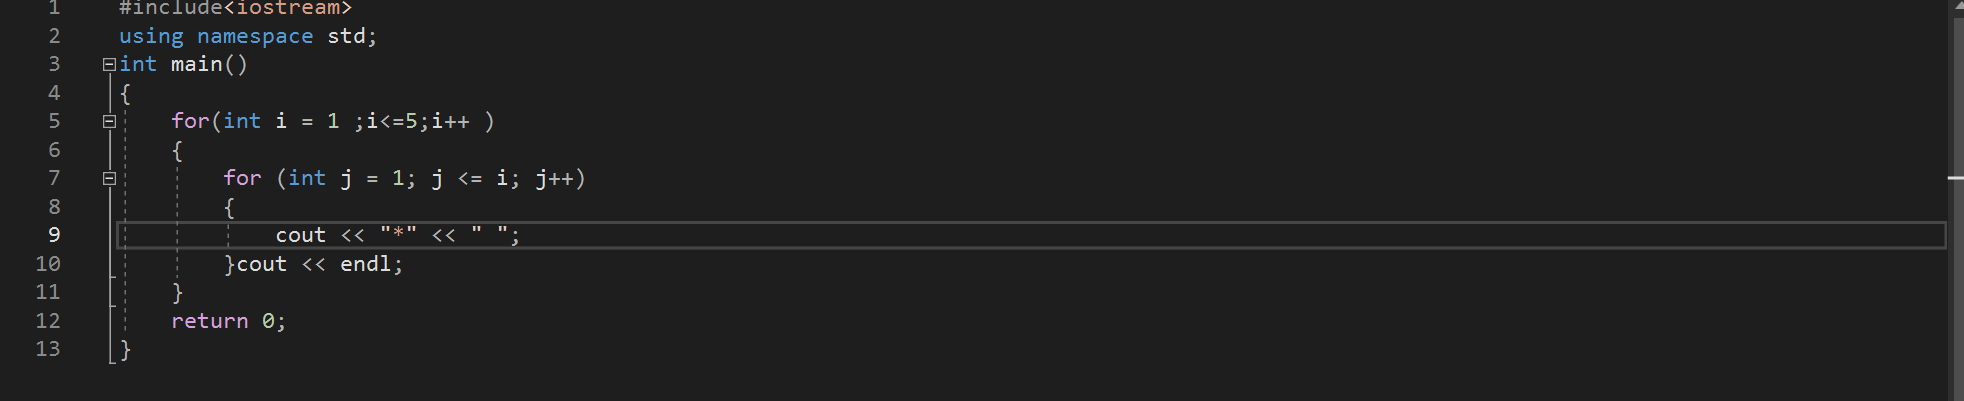 1 #include<iostream>
2 using namespace std;
3 int main()
4 {
5 for(int i = 1 ;i<=5;i++ )
6 {
7 for (int j = 1; j <= i; j++)
8 {
9 cout << "*" << " ";
10 }cout << endl;
11 }
12 return 0;
13 }